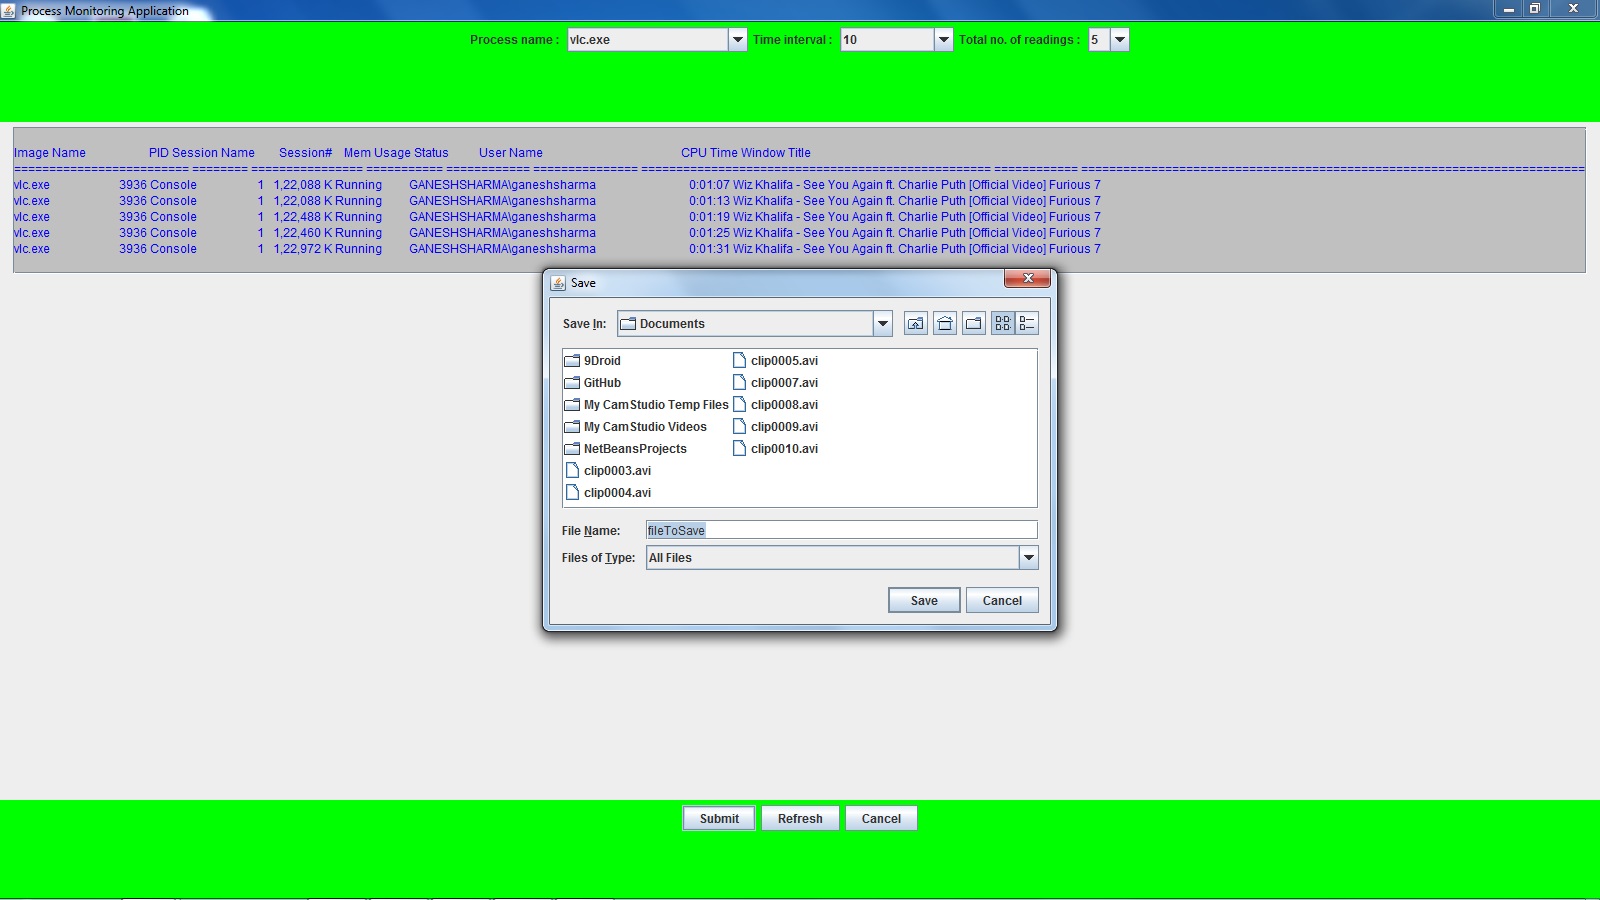 Process Monitoring Application
Process name : vlc.exe Time interval : 10 Total no. of readings : 5
Image Name PID Session Name Session# Mem Usage Status User Name CPU Time Window Title
vlc.exe 3936 Console 1 1,22,088 K Running GANESHSHARMA\ganeshsharma 0:01:07 Wiz Khalifa - See You Again ft. Charlie Puth [Official Video] Furious 7
vlc.exe 3936 Console 1 1,22,088 K Running GANESHSHARMA\ganeshsharma 0:01:13 Wiz Khalifa - See You Again ft. Charlie Puth [Official Video] Furious 7
vlc.exe 3936 Console 1 1,22,488 K Running GANESHSHARMA\ganeshsharma 0:01:19 Wiz Khalifa - See You Again ft. Charlie Puth [Official Video] Furious 7
vlc.exe 3936 Console 1 1,22,460 K Running GANESHSHARMA\ganeshsharma 0:01:25 Wiz Khalifa - See You Again ft. Charlie Puth [Official Video] Furious 7
vlc.exe 3936 Console 1 1,22,972 K Running GANESHSHARMA\ganeshsharma 0:01:31 Wiz Khalifa - See You Again ft. Charlie Puth [Official Video] Furious 7
Save
Save In: Documents
9Droid clip0005.avi
GitHub clip0007.avi
My CamStudio Temp Files clip0008.avi
My CamStudio Videos clip0009.avi
NetBeansProjects clip0010.avi
clip0003.avi
clip0004.avi
File Name: fileToSave
Files of Type: All Files
Save Cancel
Submit Refresh Cancel